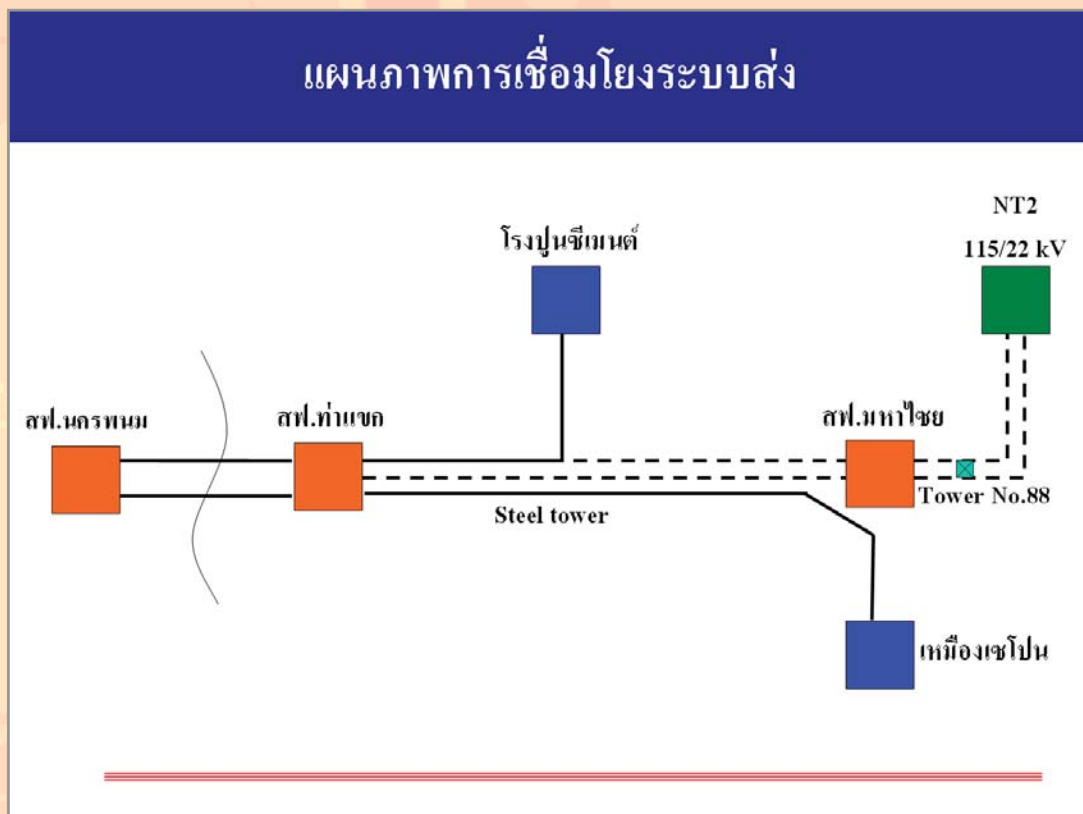 แผนภาพการเชื่อมโยงระบบส่ง
NT2
115/22 kV
โรงปูนซีเมนต์
สฟ.นครพนม
สฟ.ท่าแขก
สฟ.มหาไซย
Tower No.88
Steel tower
เหมืองเซโปน